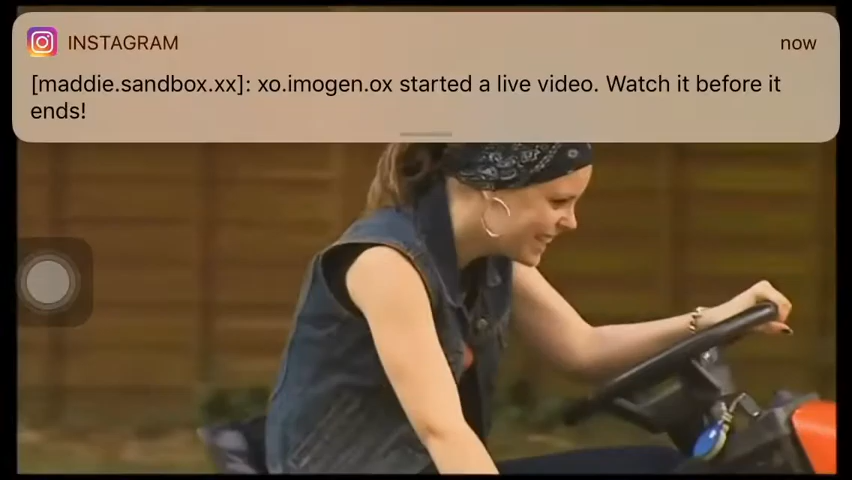 INSTAGRAM now
[maddie.sandbox.xx]: xo.imogen.ox started a live video. Watch it before it
ends!